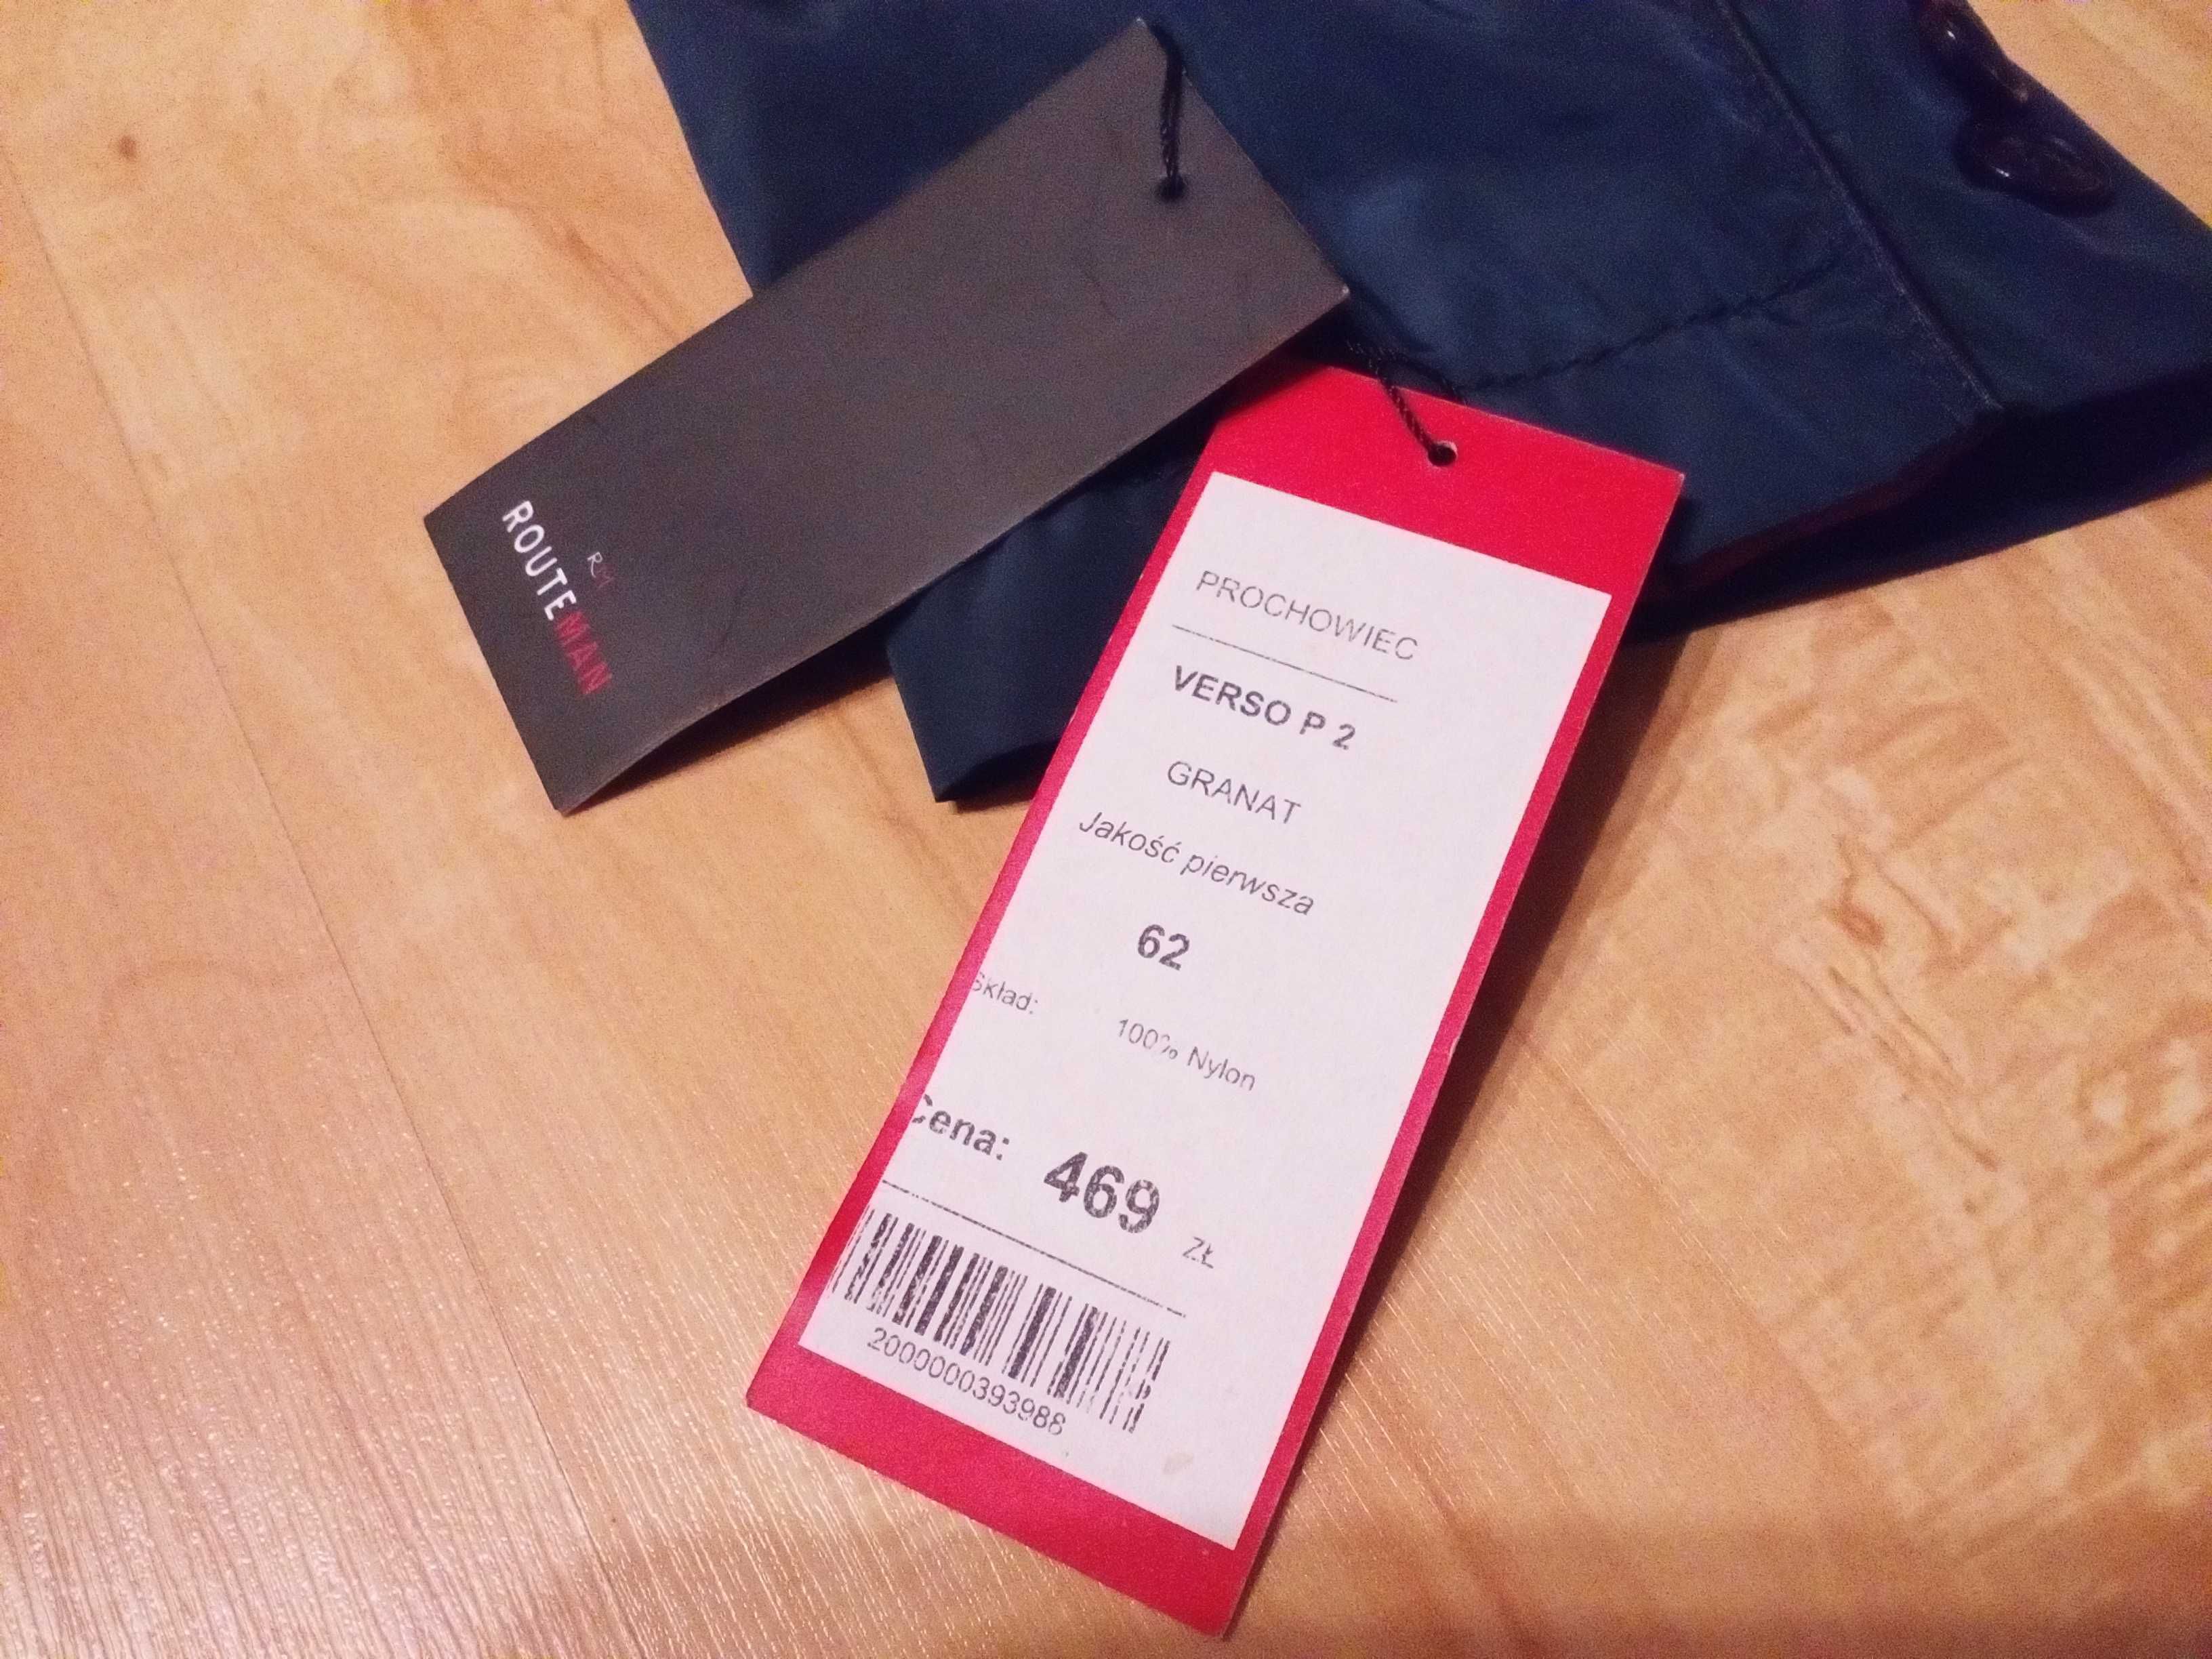 RM
ROUTEMAN
PROCHOWIEC
VERSO P 2
GRANAT
Jakość pierwsza
62
Skład:
100% Nylon
Cena: 469 ZŁ
2000000393988